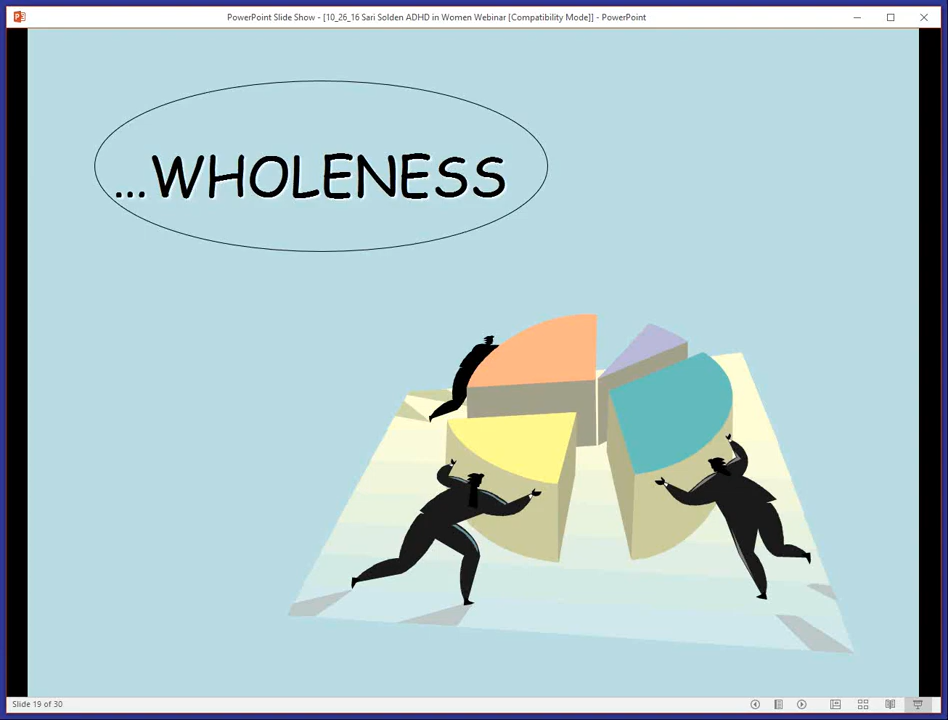 PowerPoint Slide Show - [10_26_16 Sari Solden ADHD in Women Webinar [Compatibility Mode]] - PowerPoint
...WHOLENESS
Slide 19 of 30